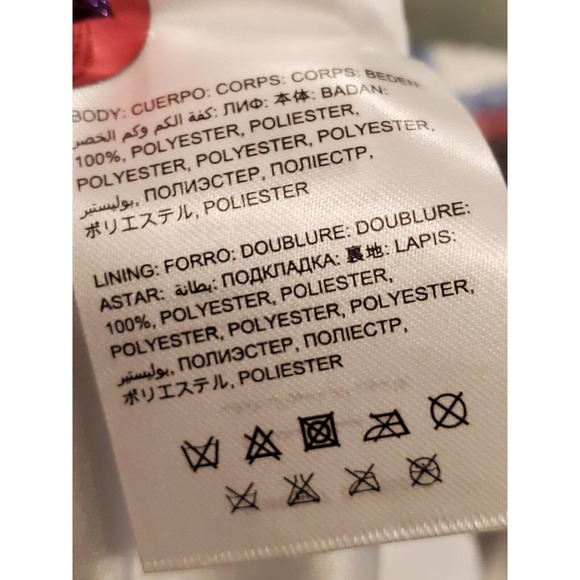 BODY: CUERPO: CORPS: CORPS: BEDEN:
كفة الكم وكم الخصر: ЛИФ: 本体: BADAN:
100%, POLYESTER, POLIESTER,
POLYESTER, POLYESTER, POLYESTER,
بوليستير, ПОЛИЭСТЕР, ПОЛІЕСТР,
ポリエステル, POLIESTER
LINING: FORRO: DOUBLURE: DOUBLURE:
ASTAR: بطانة: ПОДКЛАДКА: 裏地: LAPIS:
100%, POLYESTER, POLIESTER,
POLYESTER, POLYESTER, POLYESTER,
بوليستير, ПОЛИЭСТЕР, ПОЛІЕСТР,
ポリエステル, POLIESTER